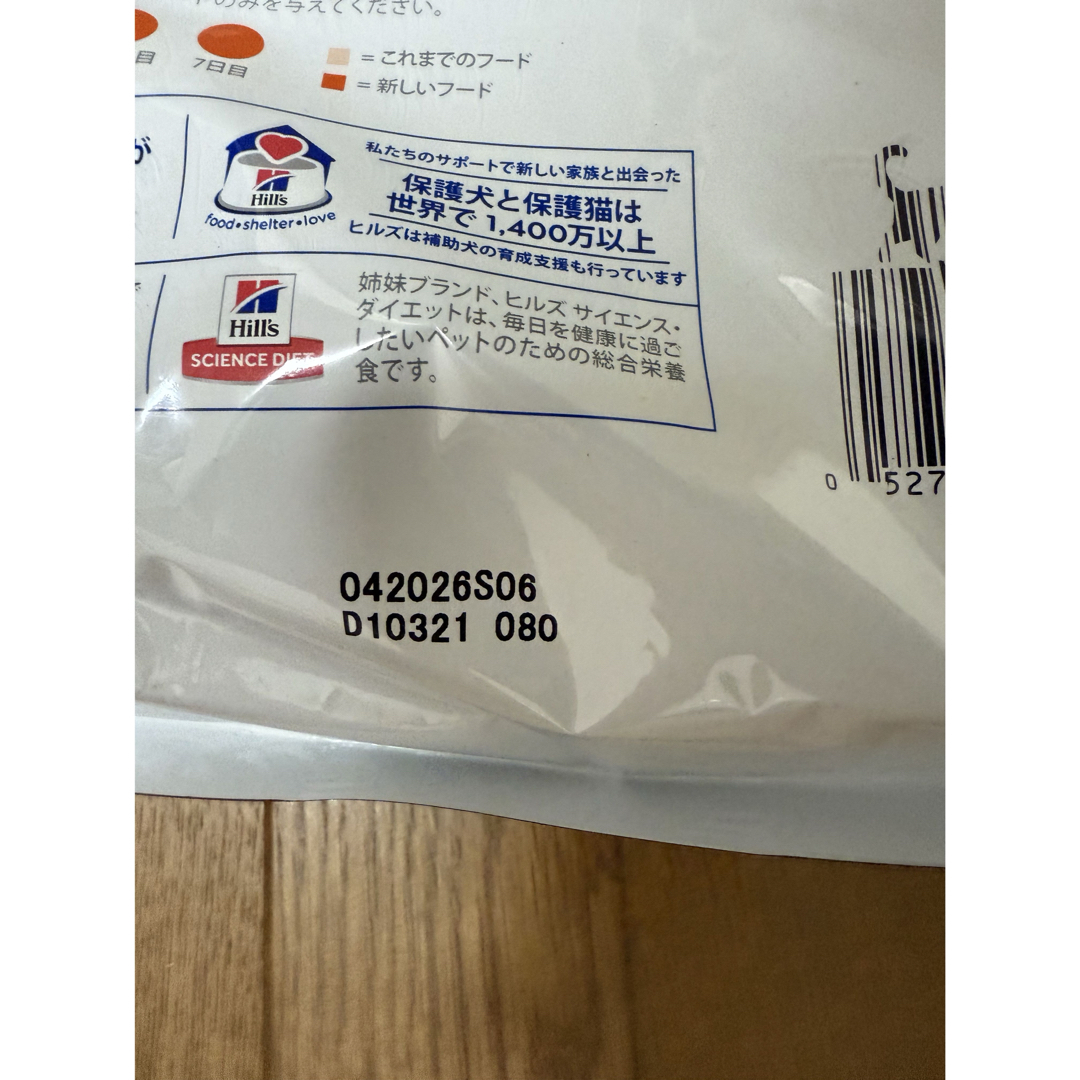 のみを与えてください。
日目
7日目
= これまでのフード
= 新しいフード
が
Hill's
food•shelter•love
私たちのサポートで新しい家族と出会った
保護犬と保護猫は
世界で1,400万以上
ヒルズは補助犬の育成支援も行っています
Hill's
SCIENCE DIET
姉妹ブランド、ヒルズ サイエンス・
ダイエットは、毎日を健康に過ご
したいペットのための総合栄養
食です。
0 527
042026S06
D10321 080